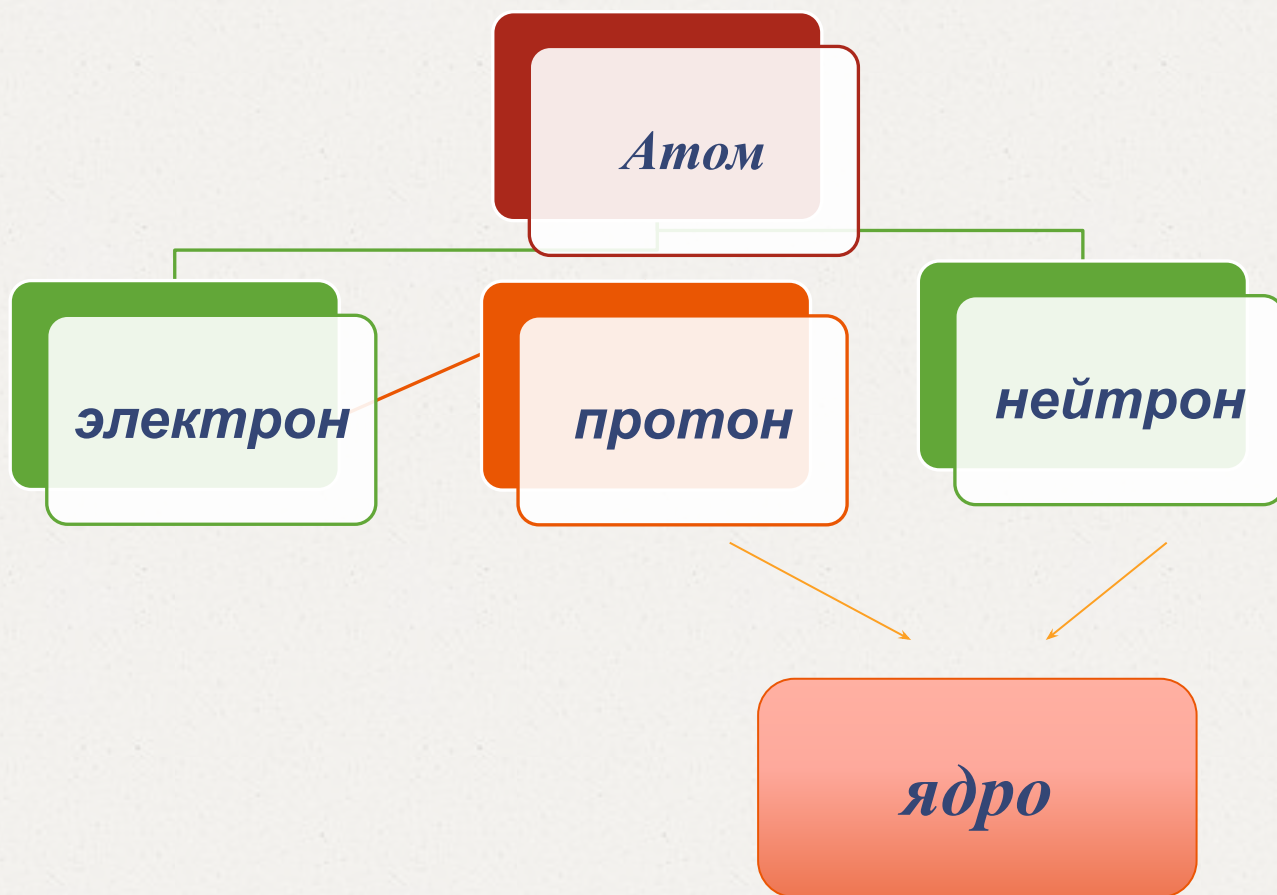 Атом
электрон
протон
нейтрон
ядро